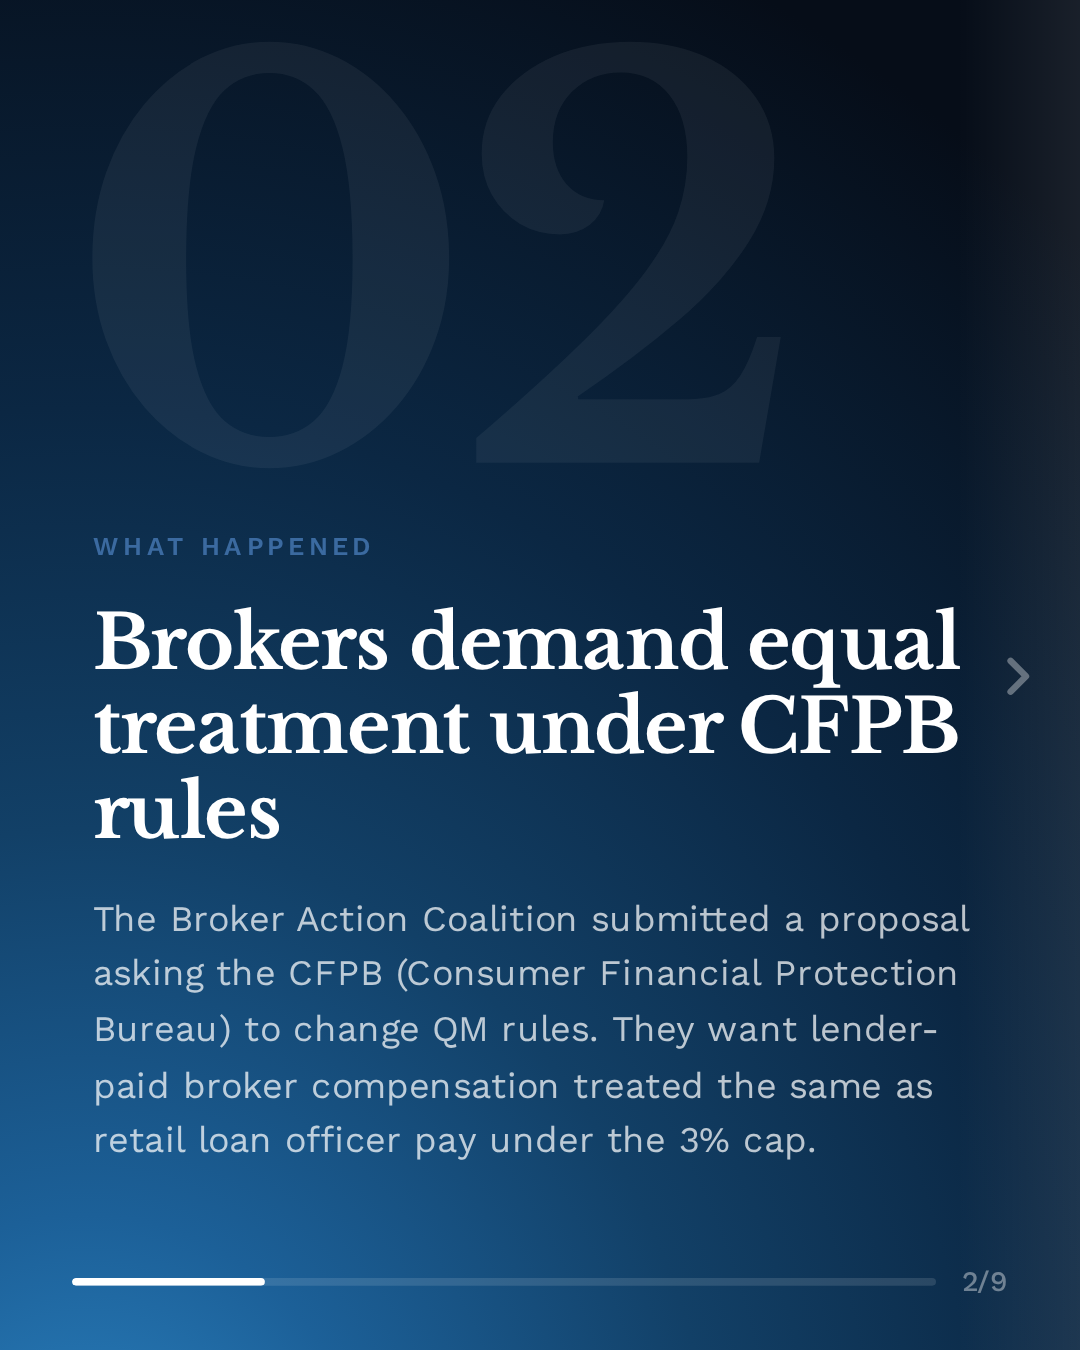 02
WHAT HAPPENED
Brokers demand equal
treatment under CFPB
rules
The Broker Action Coalition submitted a proposal
asking the CFPB (Consumer Financial Protection
Bureau) to change QM rules. They want lender-
paid broker compensation treated the same as
retail loan officer pay under the 3% cap.
2/9